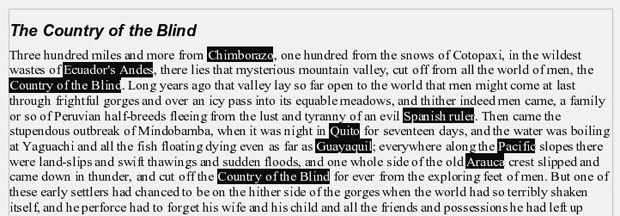 The Country of the Blind
Three hundred miles and more from Chimborazo, one hundred from the snows of Cotopaxi, in the wildest
wastes of Ecuador's Andes, there lies that mysterious mountain valley, cut off from all the world of men, the
Country of the Blind. Long years ago that valley lay so far open to the world that men might come at last
through frightful gorges and over an icy pass into its equable meadows, and thither indeed men came, a family
or so of Peruvian half-breeds fleeing from the lust and tyranny of an evil Spanish ruler. Then came the
stupendous outbreak of Mindobamba, when it was night in Quito for seventeen days, and the water was boiling
at Yaguachi and all the fish floating dying even as far as Guayaquil; everywhere along the Pacific slopes there
were land-slips and swift thawings and sudden floods, and one whole side of the old Arauca crest slipped and
came down in thunder, and cut off the Country of the Blind for ever from the exploring feet of men. But one of
these early settlers had chanced to be on the hither side of the gorges when the world had so terribly shaken
itself, and he perforce had to forget his wife and his child and all the friends and possessions he had left up